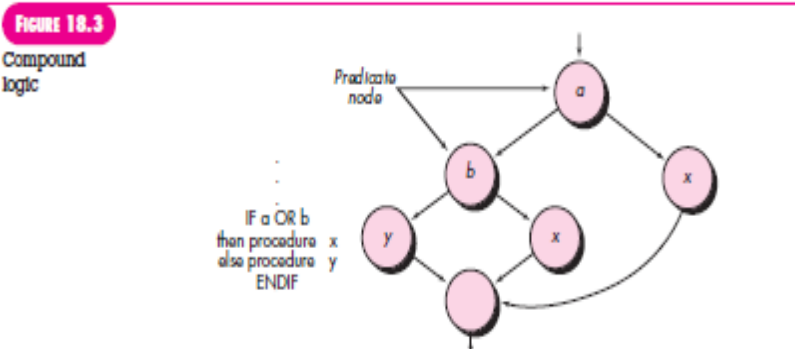 FIGURE 18.3
Compound
logic
Predicate
node
a
b
x
y
x
.
.
.
IF a OR b
then procedure x
else procedure y
ENDIF